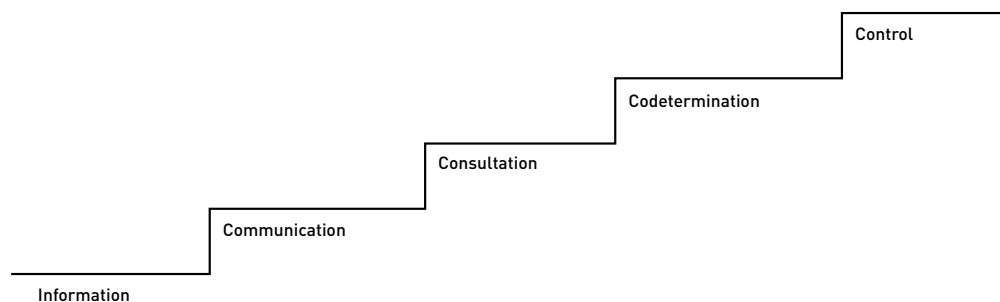 Control
Codetermination
Consultation
Communication
Information